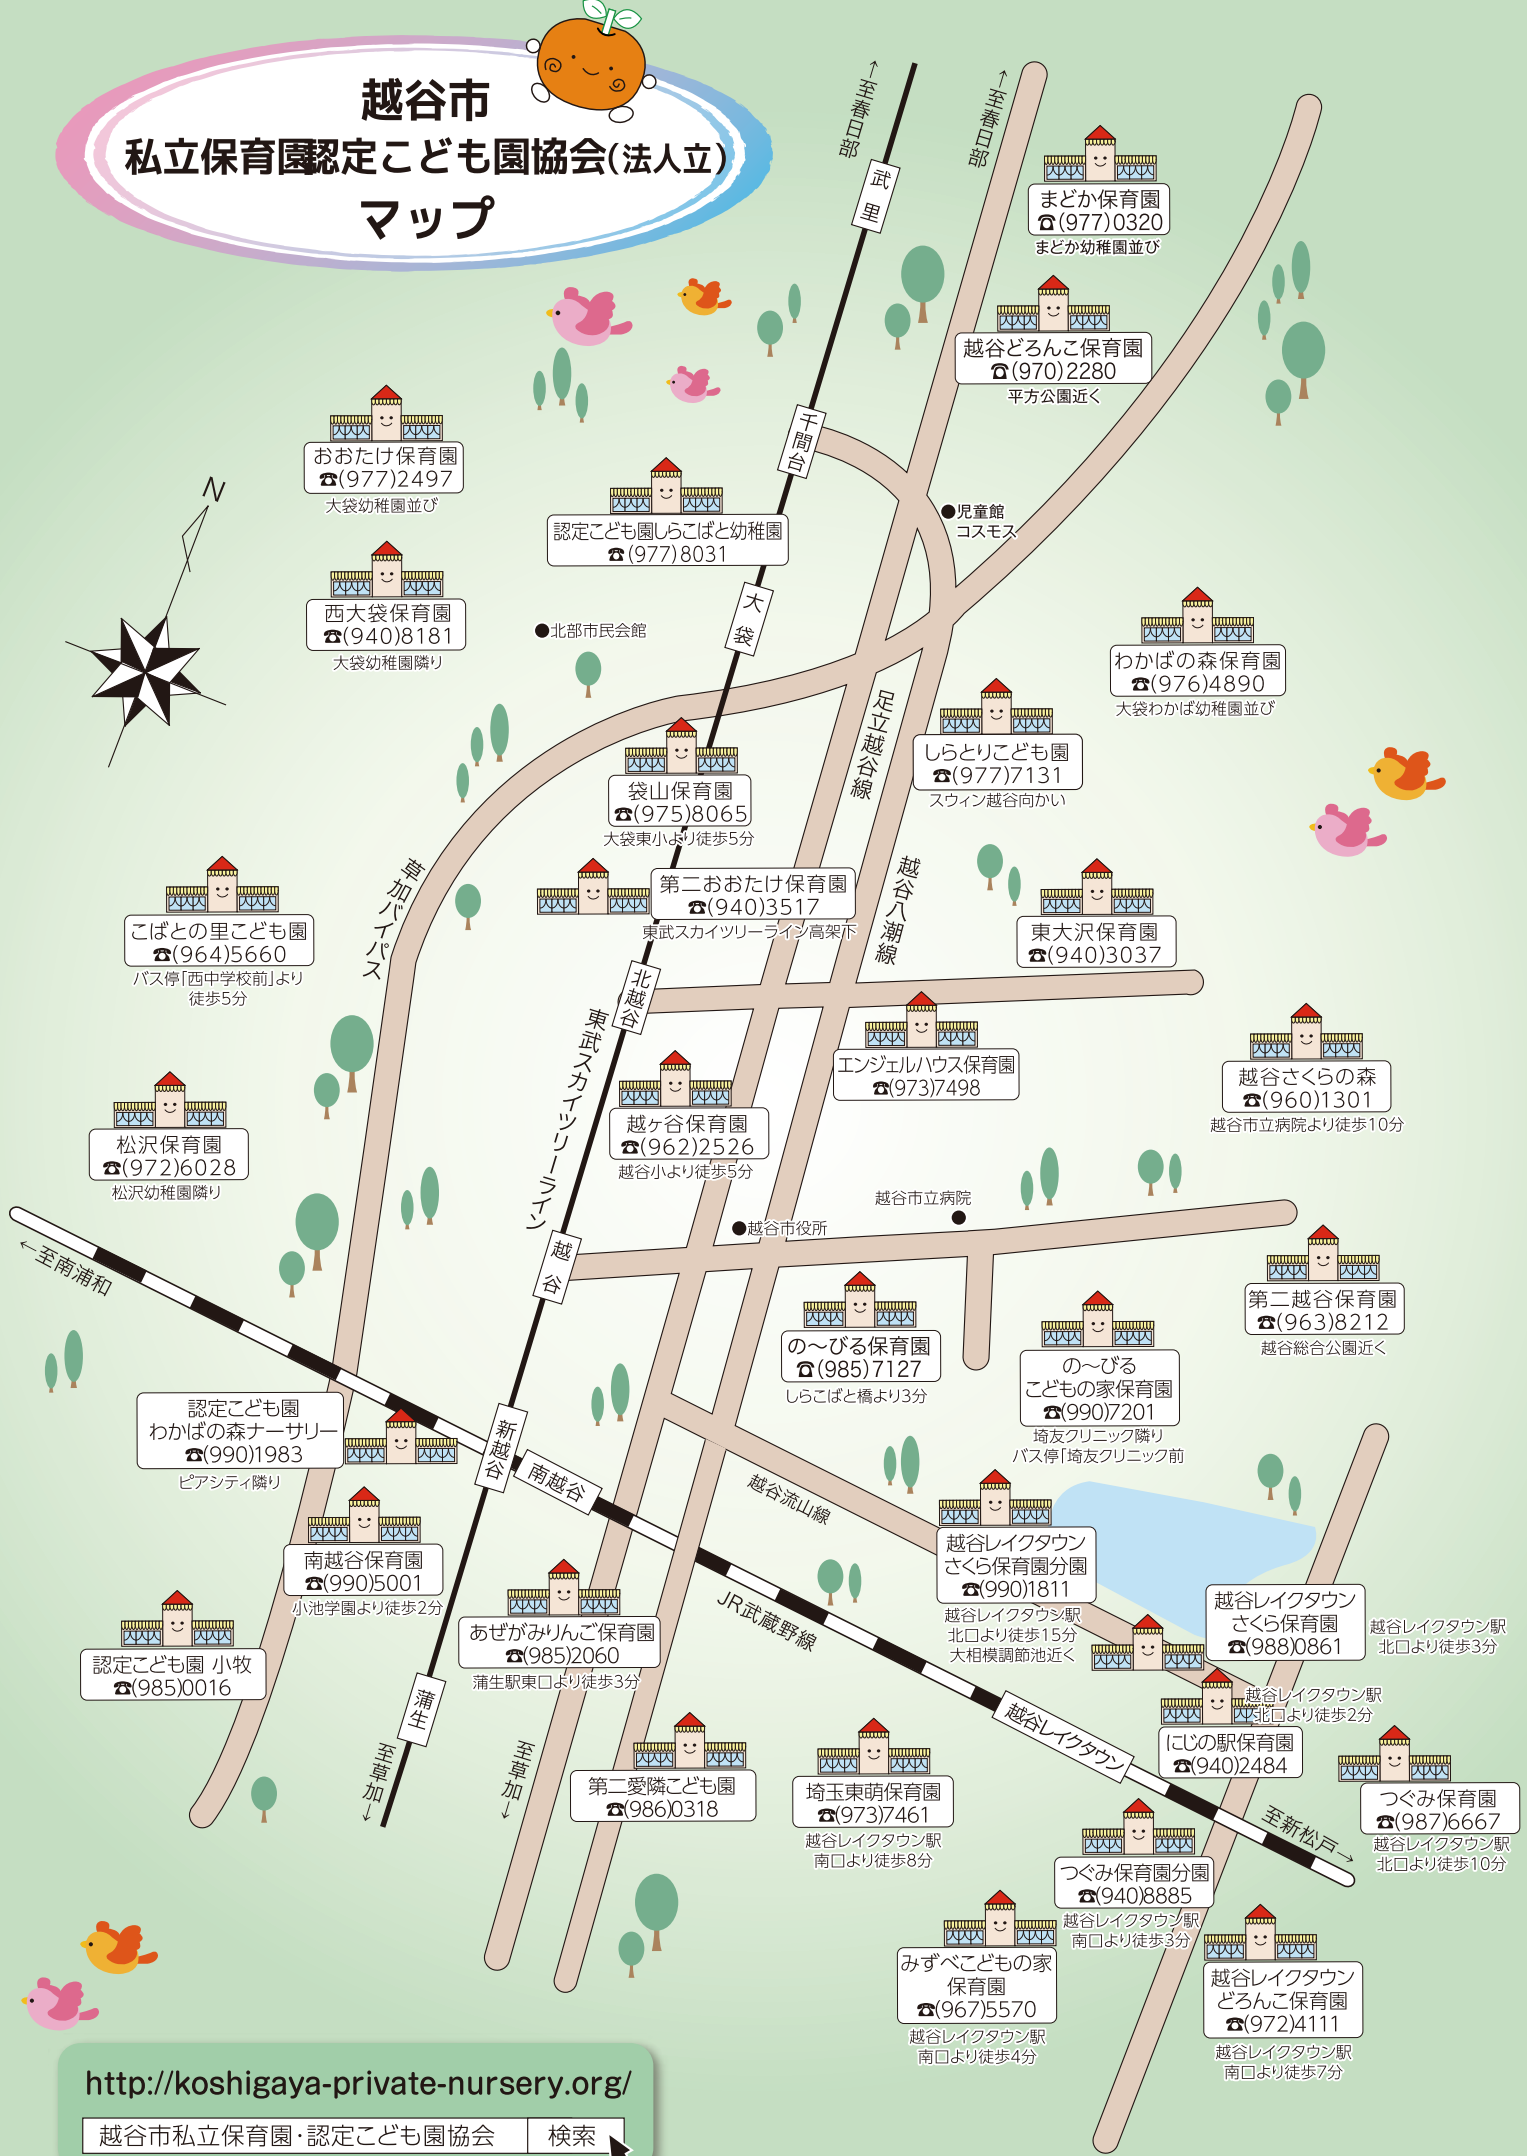 越谷市
私立保育園認定こども園協会(法人立)
マップ
↑至春日部
↑至春日部
武里
まどか保育園
☎(977)0320
まどか幼稚園並び
越谷どろんこ保育園
☎(970)2280
平方公園近く
おおたけ保育園
☎(977)2497
大袋幼稚園並び
千間台
認定こども園しらこばと幼稚園
☎(977)8031
●児童館
コスモス
N
西大袋保育園
☎(940)8181
大袋幼稚園隣り
●北部市民会館
大袋
わかばの森保育園
☎(976)4890
大袋わかば幼稚園並び
足立越谷線
しらとりこども園
☎(977)7131
スウィン越谷向かい
袋山保育園
☎(975)8065
大袋東小より徒歩5分
草加バイパス
第二おおたけ保育園
☎(940)3517
東武スカイツリーライン高架下
越谷八潮線
東大沢保育園
☎(940)3037
こばとの里こども園
☎(964)5660
バス停「西中学校前」より
徒歩5分
北越谷
東武スカイツリーライン
エンジェルハウス保育園
☎(973)7498
越谷さくらの森
☎(960)1301
越谷市立病院より徒歩10分
越ヶ谷保育園
☎(962)2526
越谷小より徒歩5分
松沢保育園
☎(972)6028
松沢幼稚園隣り
越谷市立病院
●
●越谷市役所
越谷
←至南浦和
第二越谷保育園
☎(963)8212
越谷総合公園近く
の〜びる保育園
☎(985)7127
しらこばと橋より3分
の〜びる
こどもの家保育園
☎(990)7201
埼友クリニック隣り
バス停「埼友クリニック前
認定こども園
わかばの森ナーサリー
☎(990)1983
ピアシティ隣り
新越谷
南越谷
越谷流山線
南越谷保育園
☎(990)5001
小池学園より徒歩2分
越谷レイクタウン
さくら保育園分園
☎(990)1811
越谷レイクタウン駅
北口より徒歩15分
大相模調節池近く
越谷レイクタウン
さくら保育園
☎(988)0861
越谷レイクタウン駅
北口より徒歩3分
JR武蔵野線
あぜがみりんご保育園
☎(985)2060
蒲生駅東口より徒歩3分
認定こども園 小牧
☎(985)0016
蒲生
越谷レイクタウン
越谷レイクタウン駅
北口より徒歩2分
にじの駅保育園
☎(940)2484
至草加→
至草加→
第二愛隣こども園
☎(986)0318
埼玉東萌保育園
☎(973)7461
越谷レイクタウン駅
南口より徒歩8分
至新松戸→
つぐみ保育園
☎(987)6667
越谷レイクタウン駅
北口より徒歩10分
つぐみ保育園分園
☎(940)8885
越谷レイクタウン駅
南口より徒歩3分
みずべこどもの家
保育園
☎(967)5570
越谷レイクタウン駅
南口より徒歩4分
越谷レイクタウン
どろんこ保育園
☎(972)4111
越谷レイクタウン駅
南口より徒歩7分
http://koshigaya-private-nursery.org/
越谷市私立保育園・認定こども園協会 検索